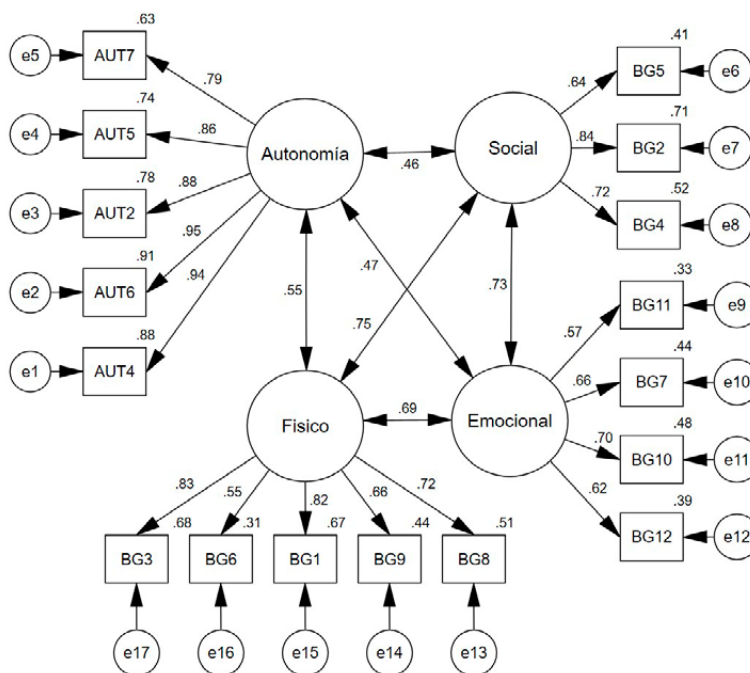 .63
e5 AUT7
.79
.74
e4 AUT5
.86
.78
e3 AUT2
.88
.91
e2 AUT6
.95
.88
e1 AUT4
.94
Autonomía
.46
Social
.41
.64
BG5 e6
.71
.84
BG2 e7
.52
.72
BG4 e8
.55
.47
.75
.73
.33
.57
BG11 e9
.44
.66
BG7 e10
.48
.70
BG10 e11
.39
.62
BG12 e12
Fisico
.69
Emocional
.83 .55 .82 .66 .72
.68 .31 .67 .44 .51
BG3 BG6 BG1 BG9 BG8
e17 e16 e15 e14 e13